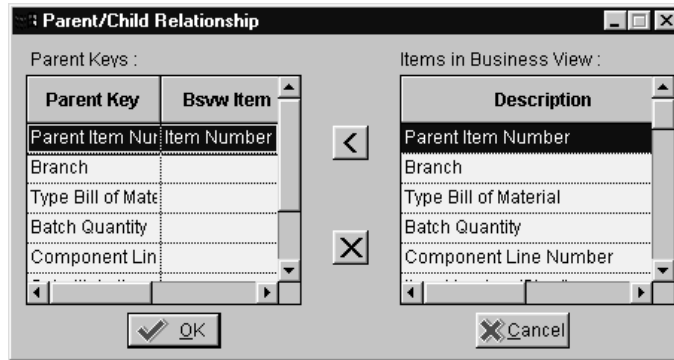 Parent/Child Relationship
Parent Keys :
Items in Business View :
Parent Key Bsvw Item
Description
Parent Item Nur Item Number
Parent Item Number
Branch
Branch
Type Bill of Mate
Type Bill of Material
Batch Quantity
Batch Quantity
Component Lin
Component Line Number
OK
Cancel